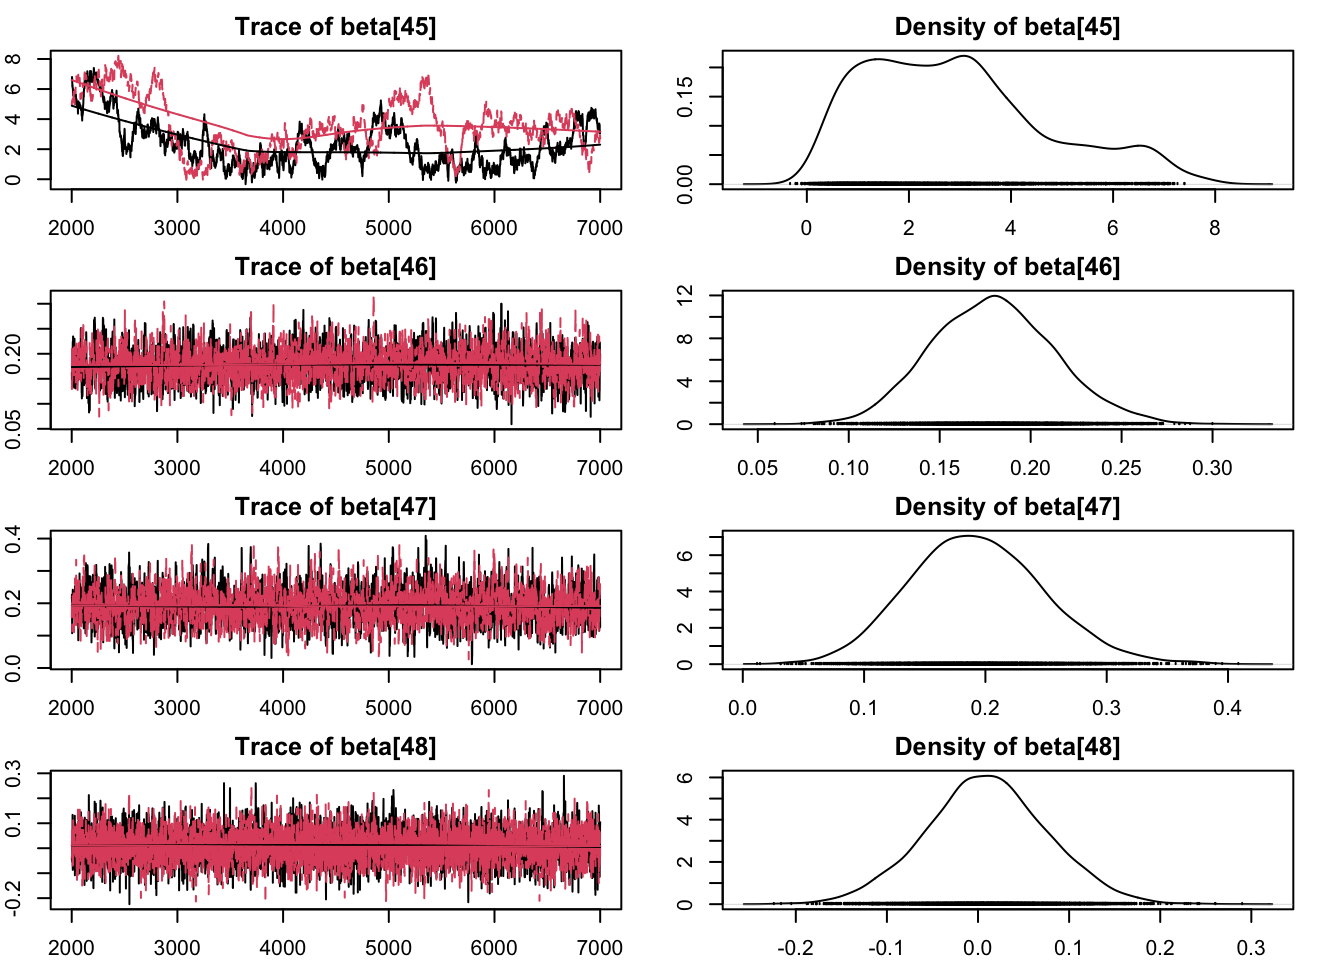 Trace of beta[45]
0 2 4 6 8
2000 3000 4000 5000 6000 7000
Density of beta[45]
0.00 0.15
0 2 4 6 8
Trace of beta[46]
0.05 0.20
2000 3000 4000 5000 6000 7000
Density of beta[46]
0 4 8 12
0.05 0.10 0.15 0.20 0.25 0.30
Trace of beta[47]
0.0 0.2 0.4
2000 3000 4000 5000 6000 7000
Density of beta[47]
0 2 4 6
0.0 0.1 0.2 0.3 0.4
Trace of beta[48]
-0.2 0.1 0.3
2000 3000 4000 5000 6000 7000
Density of beta[48]
0 2 4 6
-0.2 -0.1 0.0 0.1 0.2 0.3